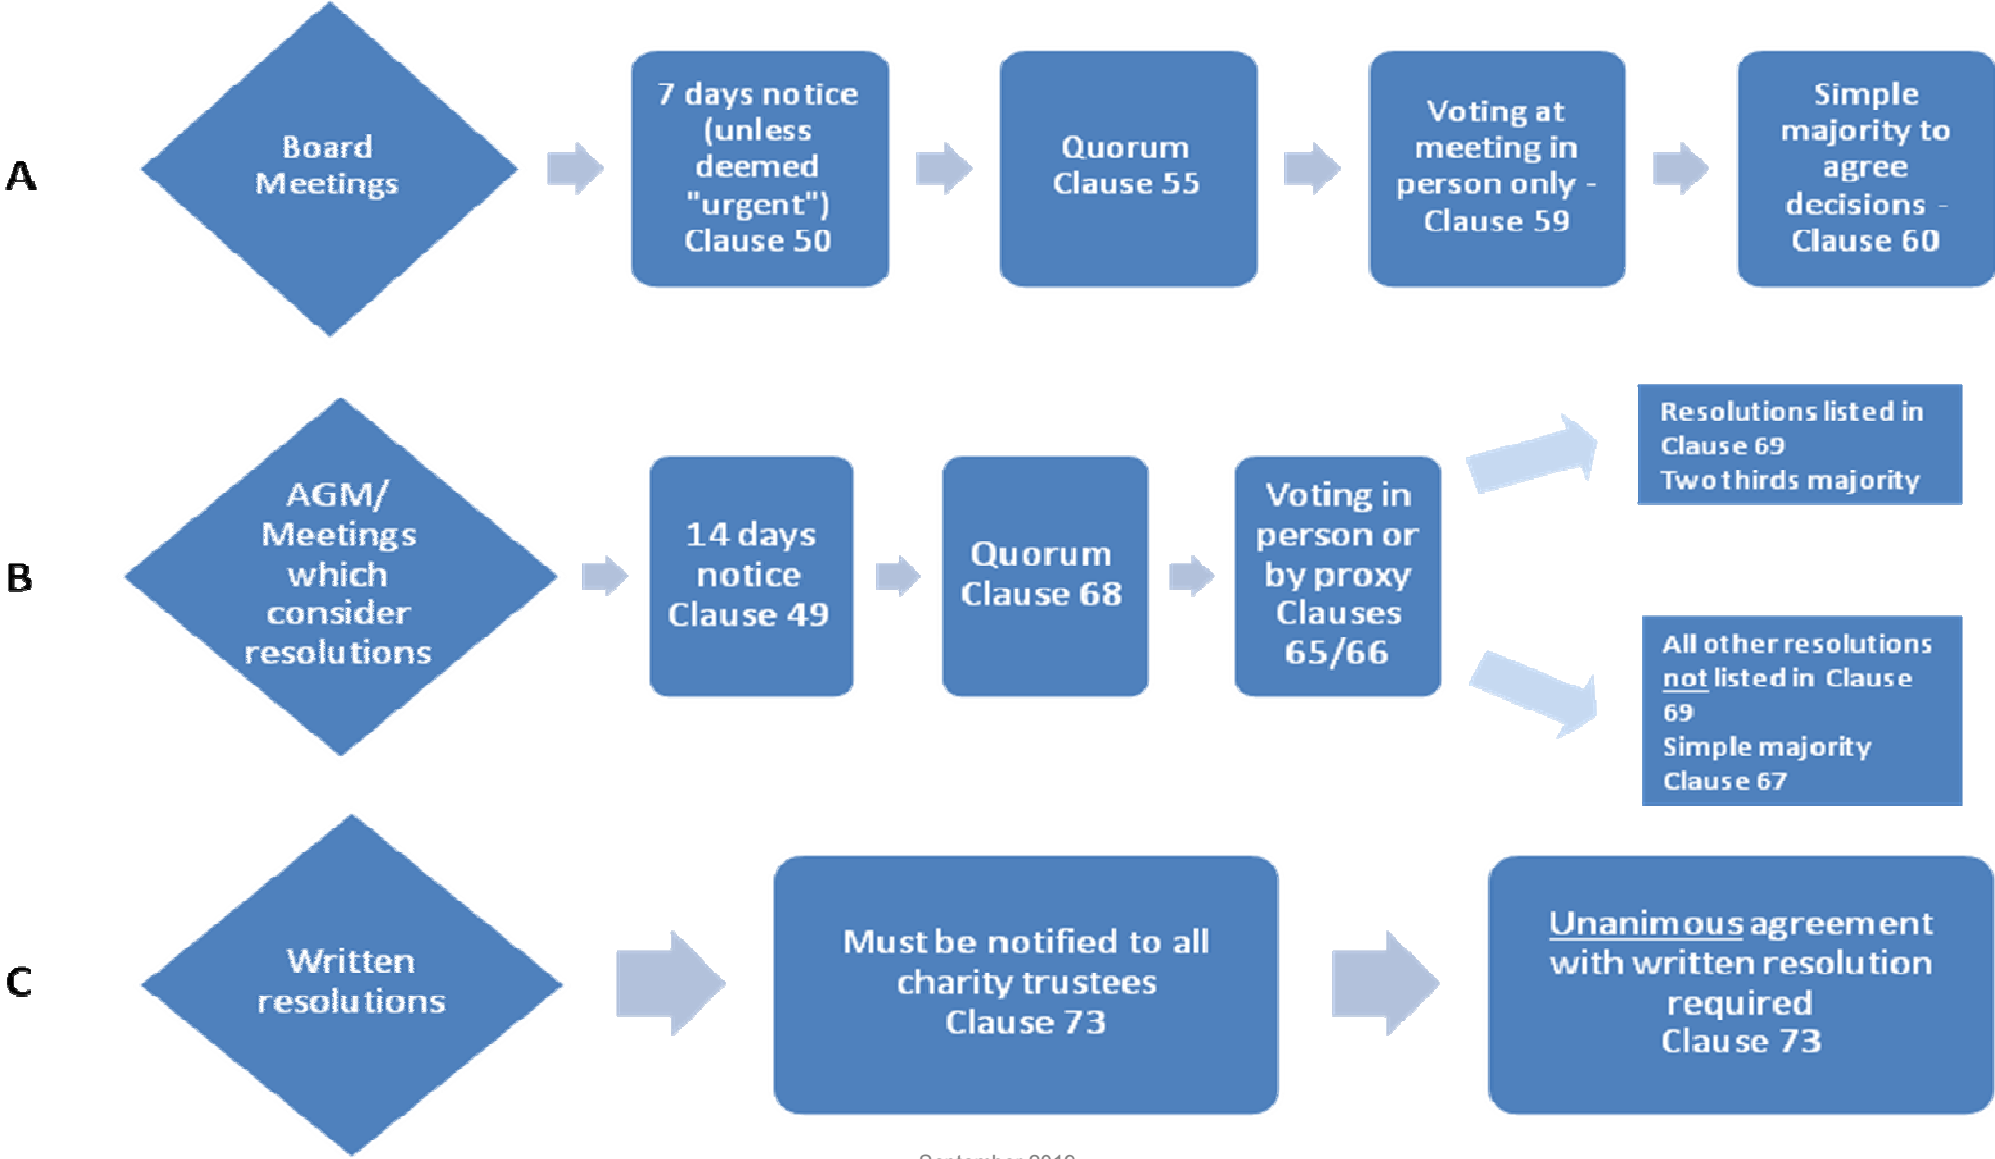 A
Board
Meetings
7 days notice
(unless
deemed
"urgent")
Clause 50
Quorum
Clause 55
Voting at
meeting in
person only -
Clause 59
Simple
majority to
agree
decisions -
Clause 60
B
AGM/
Meetings
which
consider
resolutions
14 days
notice
Clause 49
Quorum
Clause 68
Voting in
person or
by proxy
Clauses
65/66
Resolutions listed in
Clause 69
Two thirds majority
All other resolutions
not listed in Clause
69
Simple majority
Clause 67
C
Written
resolutions
Must be notified to all
charity trustees
Clause 73
Unanimous agreement
with written resolution
required
Clause 73